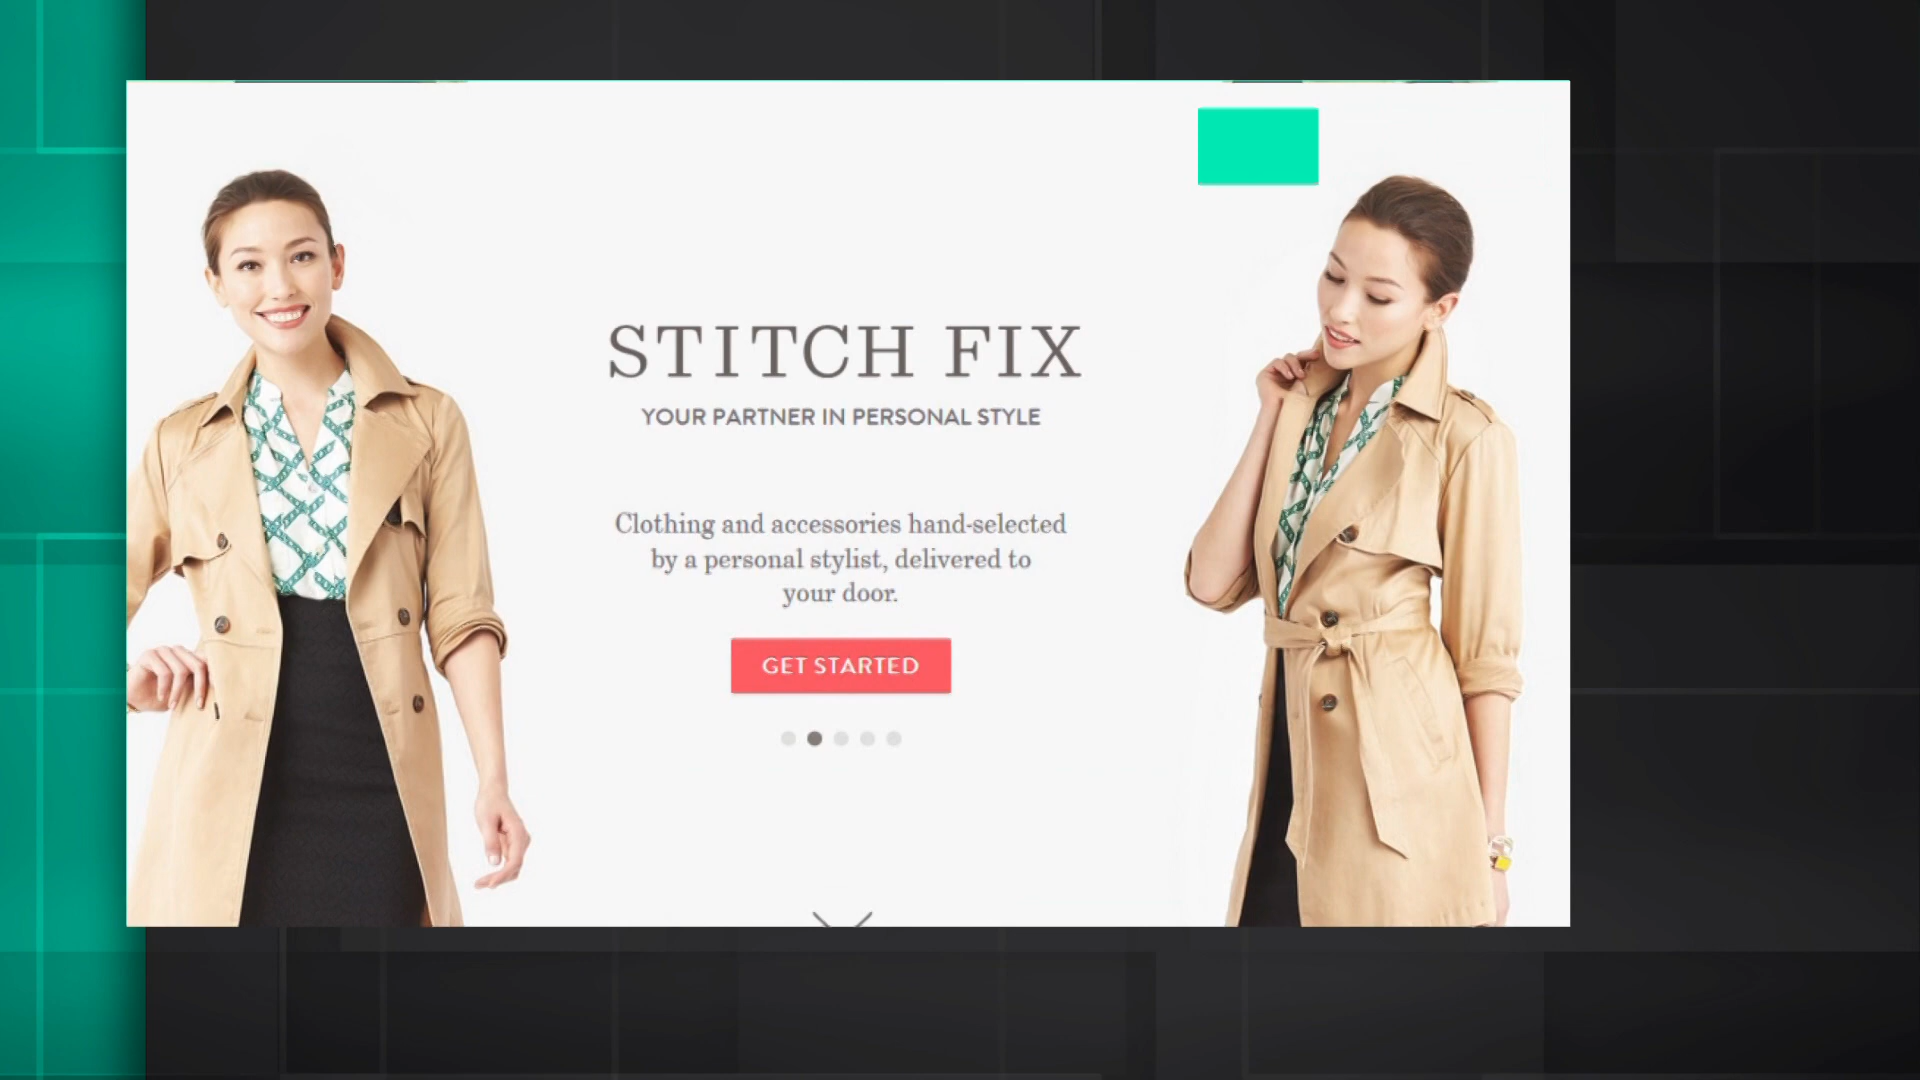 STITCH FIX
YOUR PARTNER IN PERSONAL STYLE
Clothing and accessories hand-selected
by a personal stylist, delivered to
your door.
GET STARTED